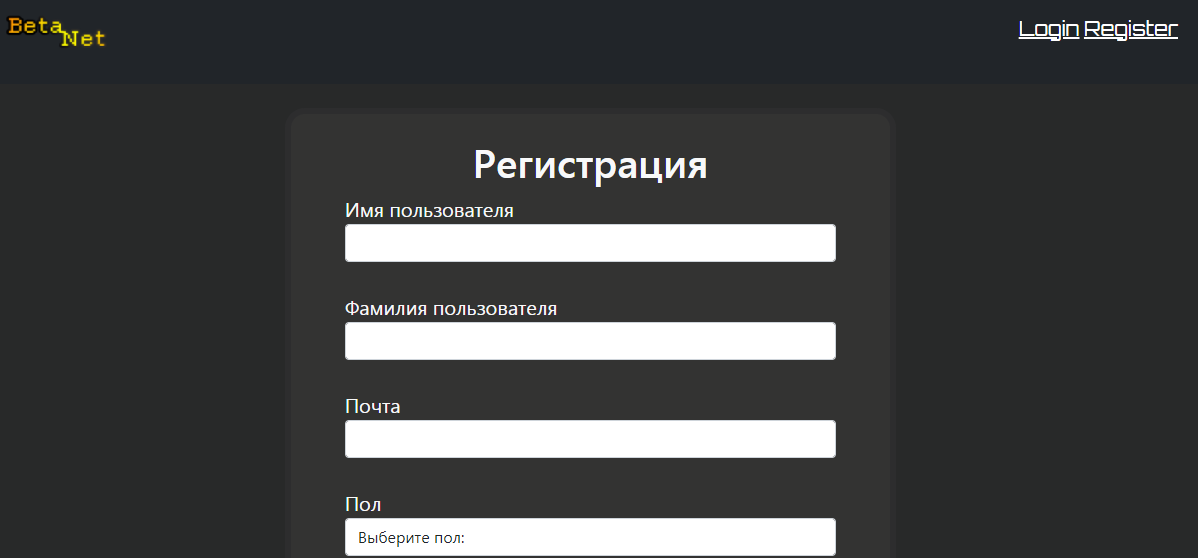 Beta
Net
Login Register
Регистрация
Имя пользователя
Фамилия пользователя
Почта
Пол
Выберите пол: